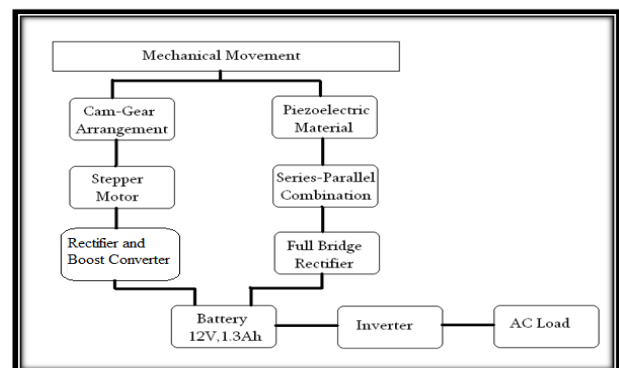 Mechanical Movement
Cam-Gear
Arrangement
Piezoelectric
Material
Stepper
Motor
Series-Parallel
Combination
Rectifier and
Boost Converter
Full Bridge
Rectifier
Battery
12V,1.3Ah
Inverter
AC Load